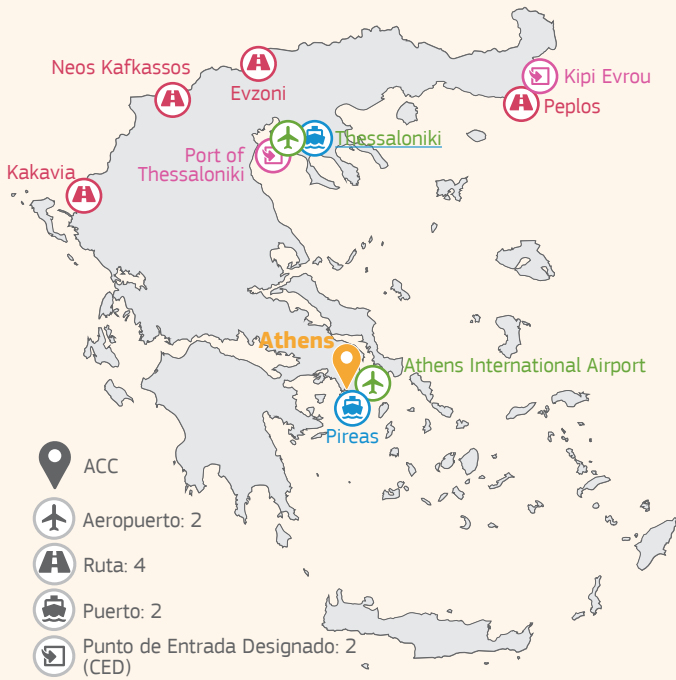 Neos Kafkassos
Evzoni
Kipi Evrou
Peplos
Thessaloniki
Port of
Thessaloniki
Kakavia
Athens
Athens International Airport
Pireas
ACC
Aeropuerto: 2
Ruta: 4
Puerto: 2
Punto de Entrada Designado: 2
(CED)